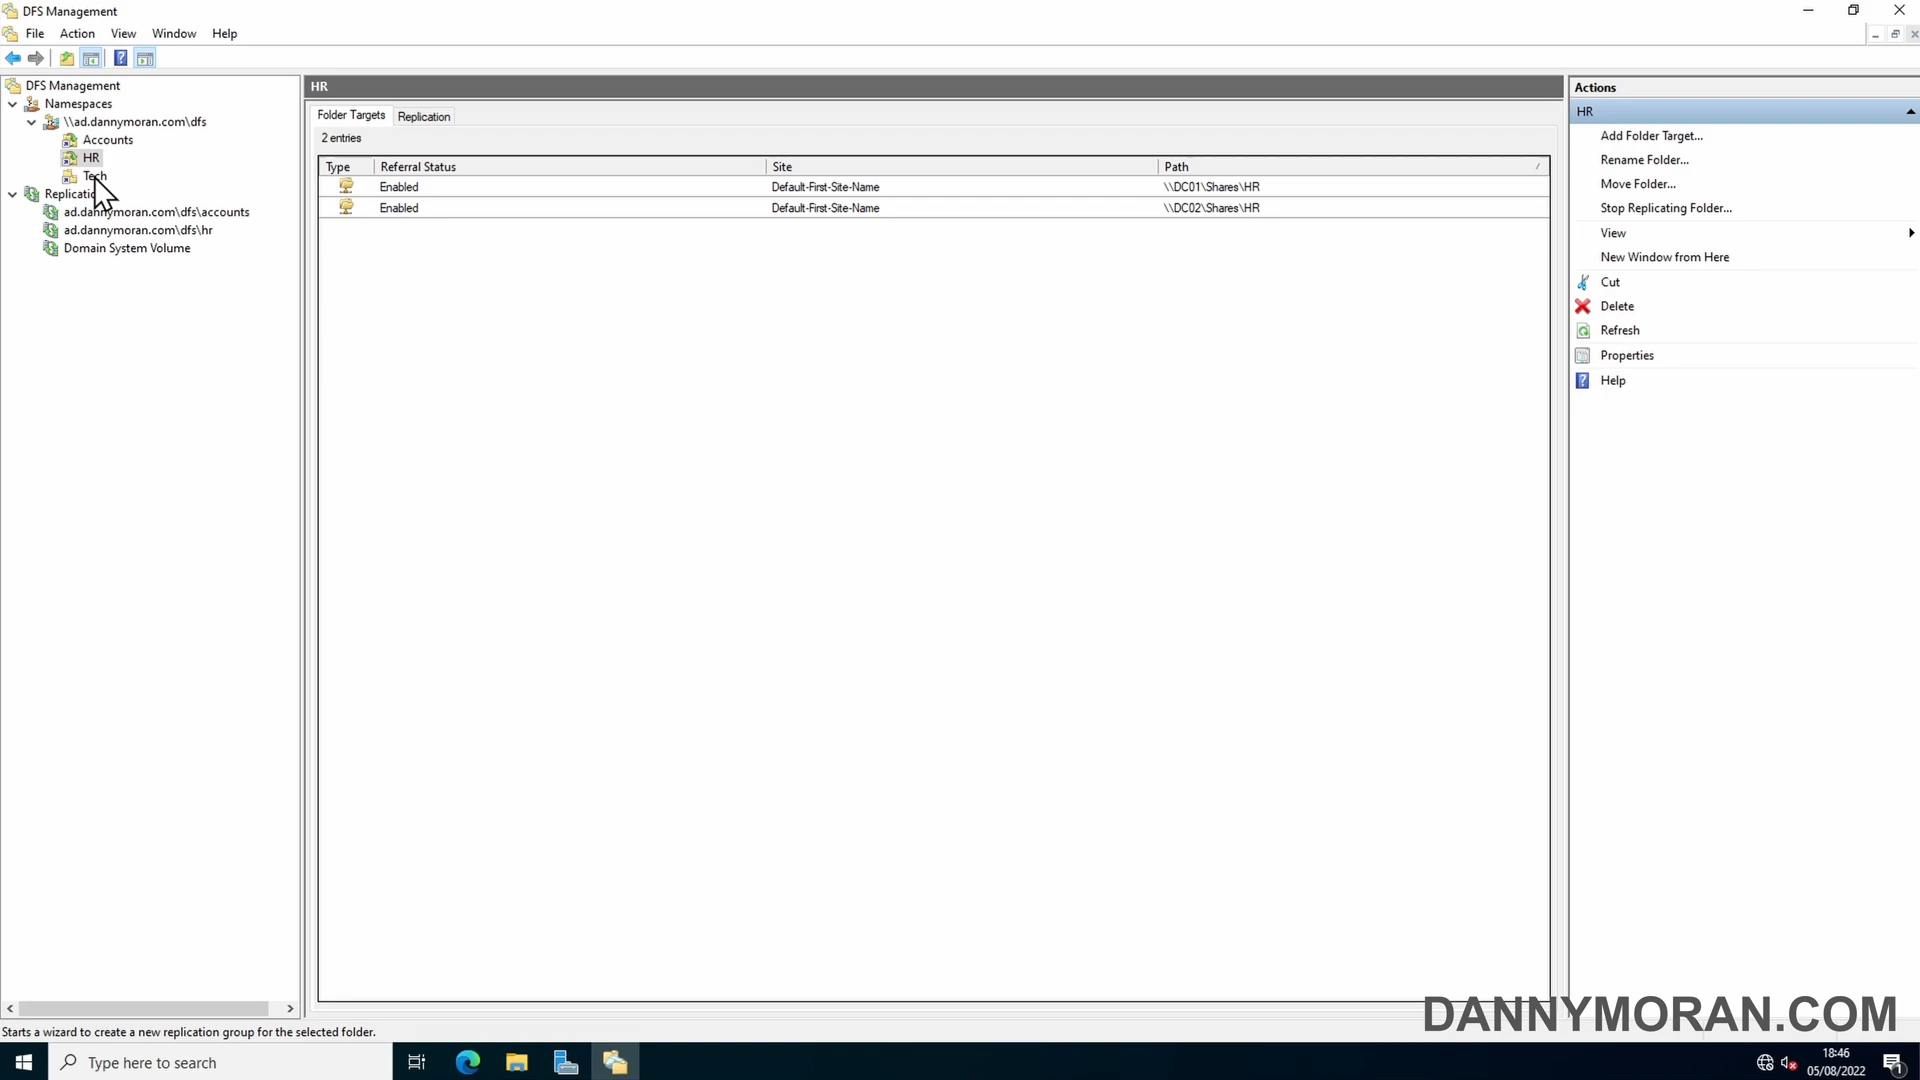 DFS Management
File Action View Window Help
DFS Management
Namespaces
\\ad.dannymoran.com\dfs
Accounts
HR
Tech
Replicatio
ad.dannymoran.com\dfs\accounts
ad.dannymoran.com\dfs\hr
Domain System Volume
HR
Folder Targets Replication
2 entries
Type Referral Status Site Path
Enabled Default-First-Site-Name \\DC01\Shares\HR
Enabled Default-First-Site-Name \\DC02\Shares\HR
Actions
HR
Add Folder Target...
Rename Folder...
Move Folder...
Stop Replicating Folder...
View
New Window from Here
Cut
Delete
Refresh
Properties
Help
DANNYMORAN.COM
Starts a wizard to create a new replication group for the selected folder.
Type here to search
18:46
05/08/2022
1